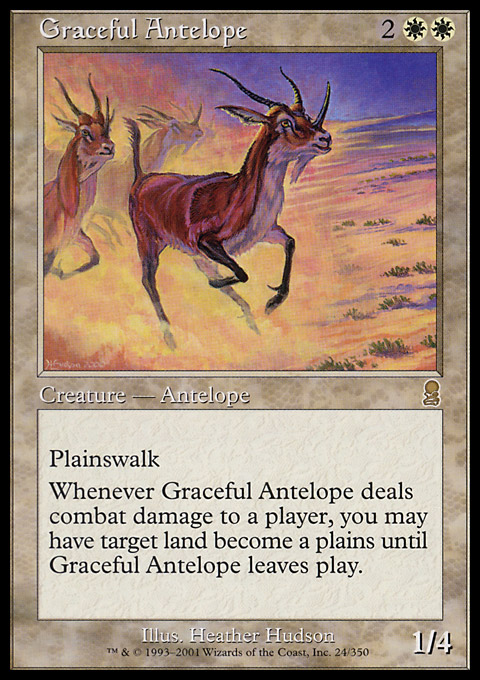 Graceful Antelope 2
Creature — Antelope
Plainswalk
Whenever Graceful Antelope deals
combat damage to a player, you may
have target land become a plains until
Graceful Antelope leaves play.
Illus. Heather Hudson
1/4
™ & © 1993–2001 Wizards of the Coast, Inc. 24/350